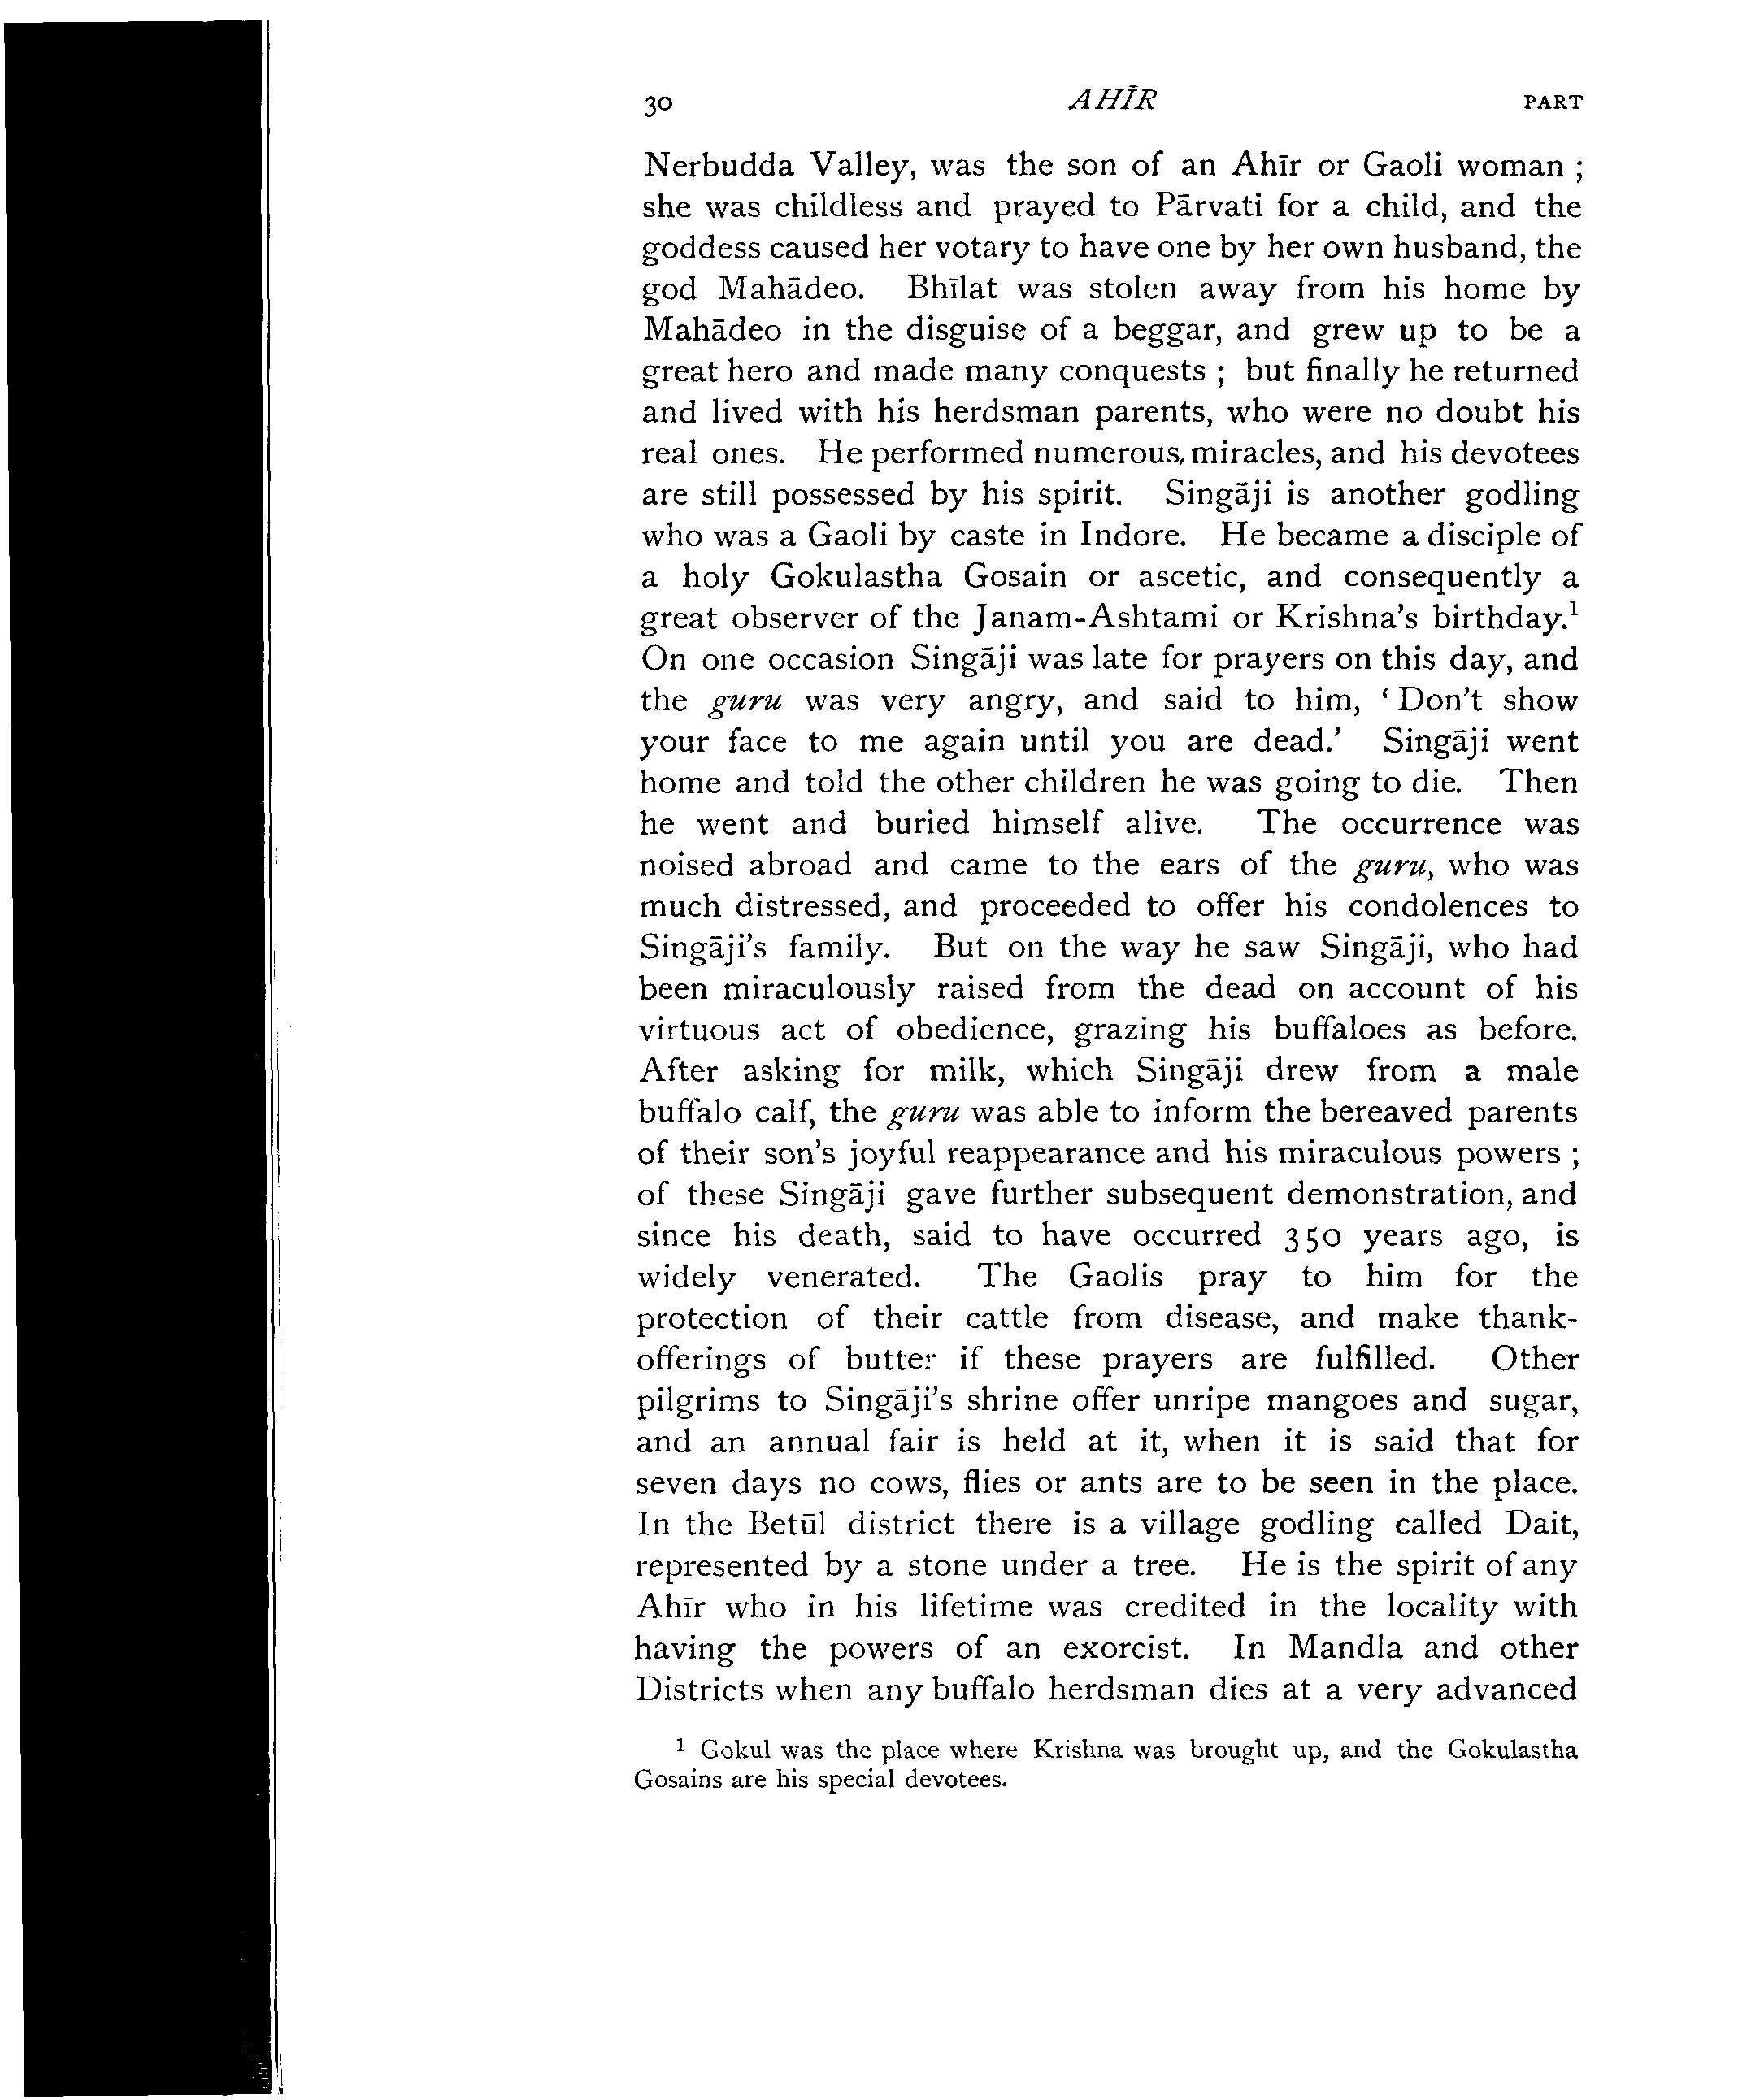 30 AHĪR PART
Nerbudda Valley, was the son of an Ahīr or Gaoli woman ;
she was childless and prayed to Pārvati for a child, and the
goddess caused her votary to have one by her own husband, the
god Mahādeo. Bhīlat was stolen away from his home by
Mahādeo in the disguise of a beggar, and grew up to be a
great hero and made many conquests ; but finally he returned
and lived with his herdsman parents, who were no doubt his
real ones. He performed numerous, miracles, and his devotees
are still possessed by his spirit. Singāji is another godling
who was a Gaoli by caste in Indore. He became a disciple of
a holy Gokulastha Gosain or ascetic, and consequently a
great observer of the Janam-Ashtami or Krishna's birthday.¹
On one occasion Singāji was late for prayers on this day, and
the guru was very angry, and said to him, ‘ Don't show
your face to me again until you are dead.’ Singāji went
home and told the other children he was going to die. Then
he went and buried himself alive. The occurrence was
noised abroad and came to the ears of the guru, who was
much distressed, and proceeded to offer his condolences to
Singāji's family. But on the way he saw Singāji, who had
been miraculously raised from the dead on account of his
virtuous act of obedience, grazing his buffaloes as before.
After asking for milk, which Singāji drew from a male
buffalo calf, the guru was able to inform the bereaved parents
of their son's joyful reappearance and his miraculous powers ;
of these Singāji gave further subsequent demonstration, and
since his death, said to have occurred 350 years ago, is
widely venerated. The Gaolis pray to him for the
protection of their cattle from disease, and make thank-
offerings of butter if these prayers are fulfilled. Other
pilgrims to Singāji's shrine offer unripe mangoes and sugar,
and an annual fair is held at it, when it is said that for
seven days no cows, flies or ants are to be seen in the place.
In the Betūl district there is a village godling called Dait,
represented by a stone under a tree. He is the spirit of any
Ahīr who in his lifetime was credited in the locality with
having the powers of an exorcist. In Mandla and other
Districts when any buffalo herdsman dies at a very advanced
¹ Gokul was the place where Krishna was brought up, and the Gokulastha
Gosains are his special devotees.